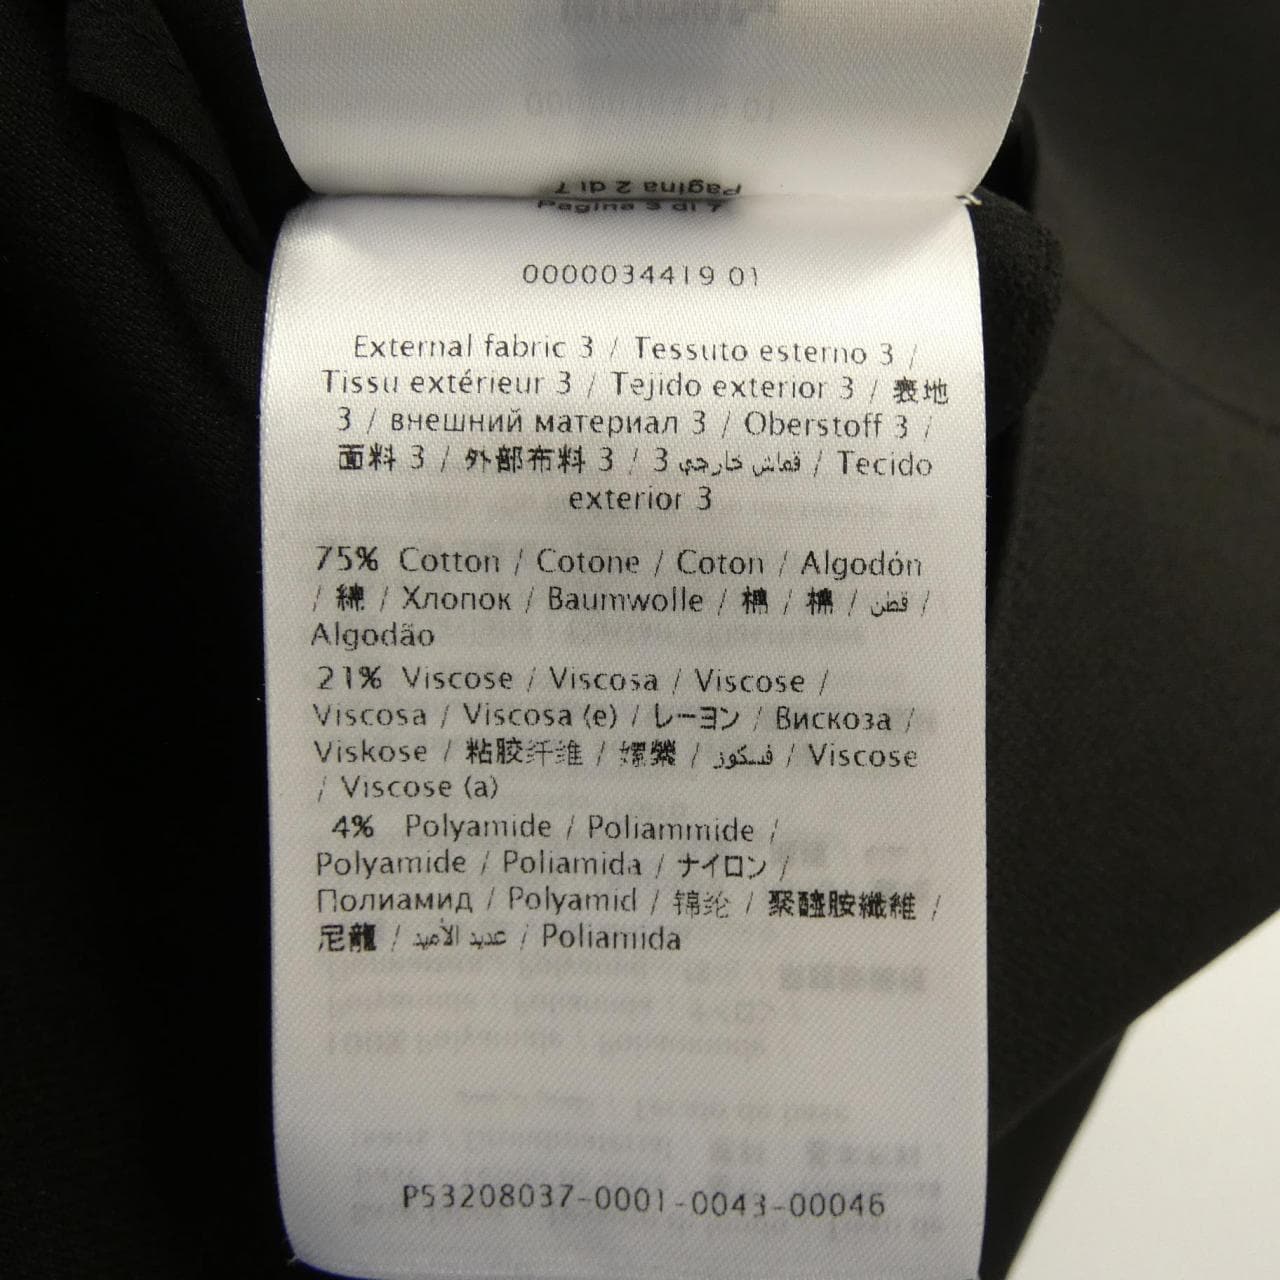 Pagina 2 di 7
Pagina 3 di 7
0000034419 01
External fabric 3 / Tessuto esterno 3 /
Tissu extérieur 3 / Tejido exterior 3 / 表地
3 / внешний материал 3 / Oberstoff 3 /
面料 3 / 外部布料 3 / 3 قماش خارجي / Tecido
exterior 3
75% Cotton / Cotone / Coton / Algodón
/ 綿 / Хлопок / Baumwolle / 棉 / 棉 / قطن /
Algodão
21% Viscose / Viscosa / Viscose /
Viscosa / Viscosa (e) / レーヨン / Вискоза /
Viskose / 粘胶纤维 / 嫘縈 / فسكوز / Viscose
/ Viscose (a)
4% Polyamide / Poliammide /
Polyamide / Poliamida / ナイロン /
Полиамид / Polyamid / 锦纶 / 聚醯胺纖維 /
尼龍 / عديد الأميد / Poliamida
P53208037-0001-0043-00046